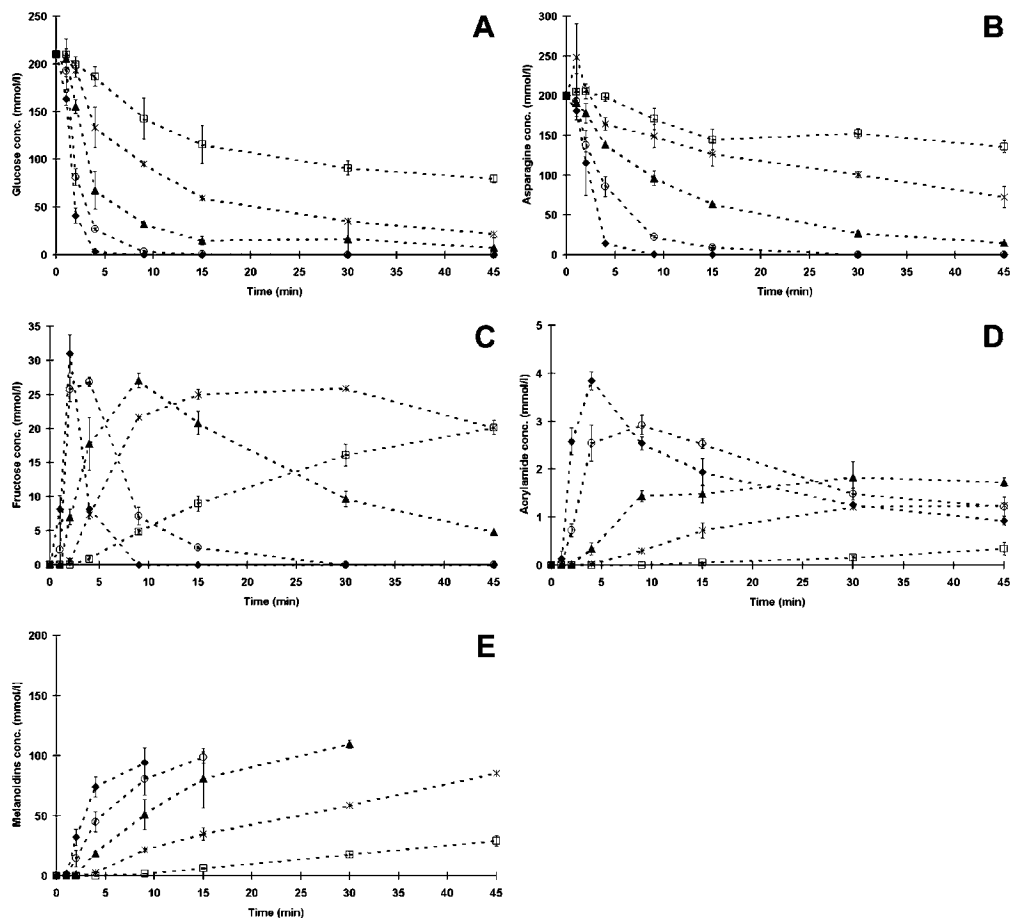 A
Glucose conc. (mmol/l)
250
200
150
100
50
0
0 5 10 15 20 25 30 35 40 45
Time (min)
B
Asparagine conc. (mmol/l)
300
250
200
150
100
50
0
0 5 10 15 20 25 30 35 40 45
Time (min)
C
Fructose conc. (mmol/l)
35
30
25
20
15
10
5
0
0 5 10 15 20 25 30 35 40 45
Time (min)
D
Acrylamide conc. (mmol/l)
5
4
3
2
1
0
0 5 10 15 20 25 30 35 40 45
Time (min)
E
Melanoidins conc. (mmol/l)
200
150
100
50
0
0 5 10 15 20 25 30 35 40 45
Time (min)